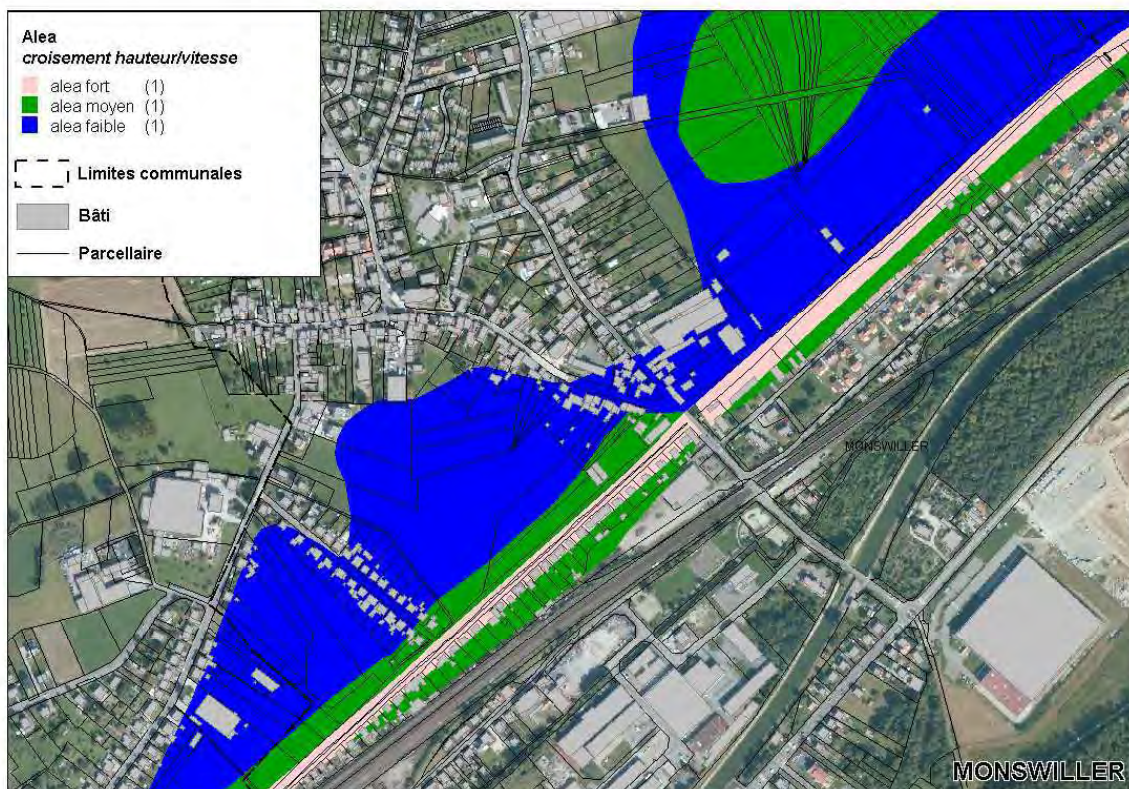 Alea
croisement hauteur/vitesse
alea fort (1)
alea moyen (1)
alea faible (1)
Limites communales
Bâti
Parcellaire
MONSWILLER
MONSWILLER